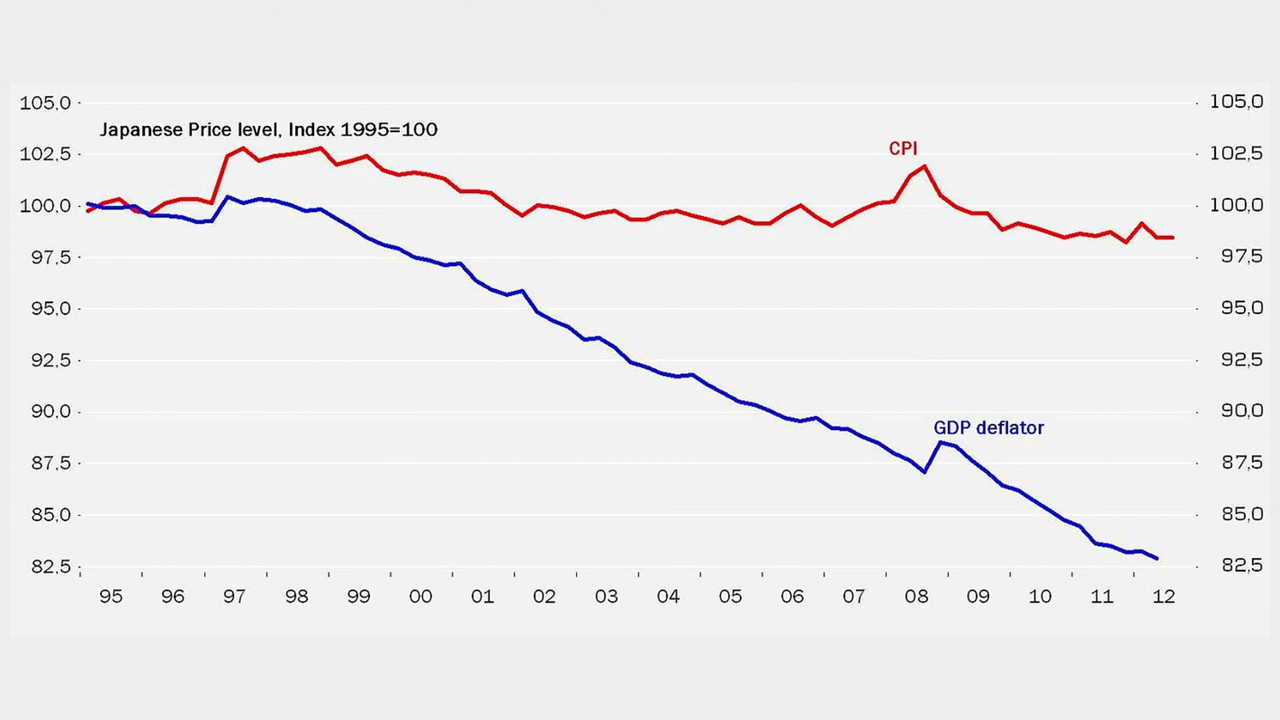 105,0 105,0
Japanese Price level, Index 1995=100
102,5 CPI 102,5
100,0 100,0
97,5 97,5
95,0 95,0
92,5 92,5
90,0 90,0
GDP deflator
87,5 87,5
85,0 85,0
82,5 82,5
95 96 97 98 99 00 01 02 03 04 05 06 07 08 09 10 11 12